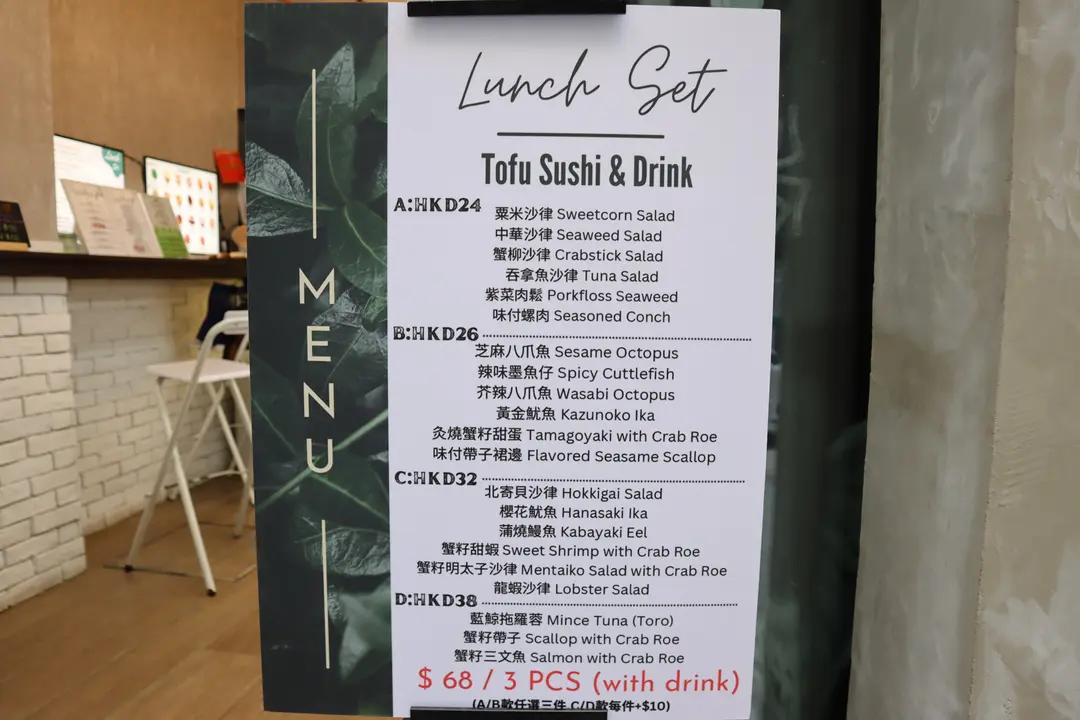 MENU
Lunch Set
Tofu Sushi & Drink
A:HKD24
粟米沙律 Sweetcorn Salad
中華沙律 Seaweed Salad
蟹柳沙律 Crabstick Salad
吞拿魚沙律 Tuna Salad
紫菜肉鬆 Porkfloss Seaweed
味付螺肉 Seasoned Conch
B:HKD26
芝麻八爪魚 Sesame Octopus
辣味墨魚仔 Spicy Cuttlefish
芥辣八爪魚 Wasabi Octopus
黃金魷魚 Kazunoko Ika
灸燒蟹籽甜蛋 Tamagoyaki with Crab Roe
味付帶子裙邊 Flavored Seasame Scallop
C:HKD32
北寄貝沙律 Hokkigai Salad
櫻花魷魚 Hanasaki Ika
蒲燒鰻魚 Kabayaki Eel
蟹籽甜蝦 Sweet Shrimp with Crab Roe
蟹籽明太子沙律 Mentaiko Salad with Crab Roe
龍蝦沙律 Lobster Salad
D:HKD38
藍鯨拖羅蓉 Mince Tuna (Toro)
蟹籽帶子 Scallop with Crab Roe
蟹籽三文魚 Salmon with Crab Roe
$ 68 / 3 PCS (with drink)
(A/B款任選三件 C/D款每件+$10)